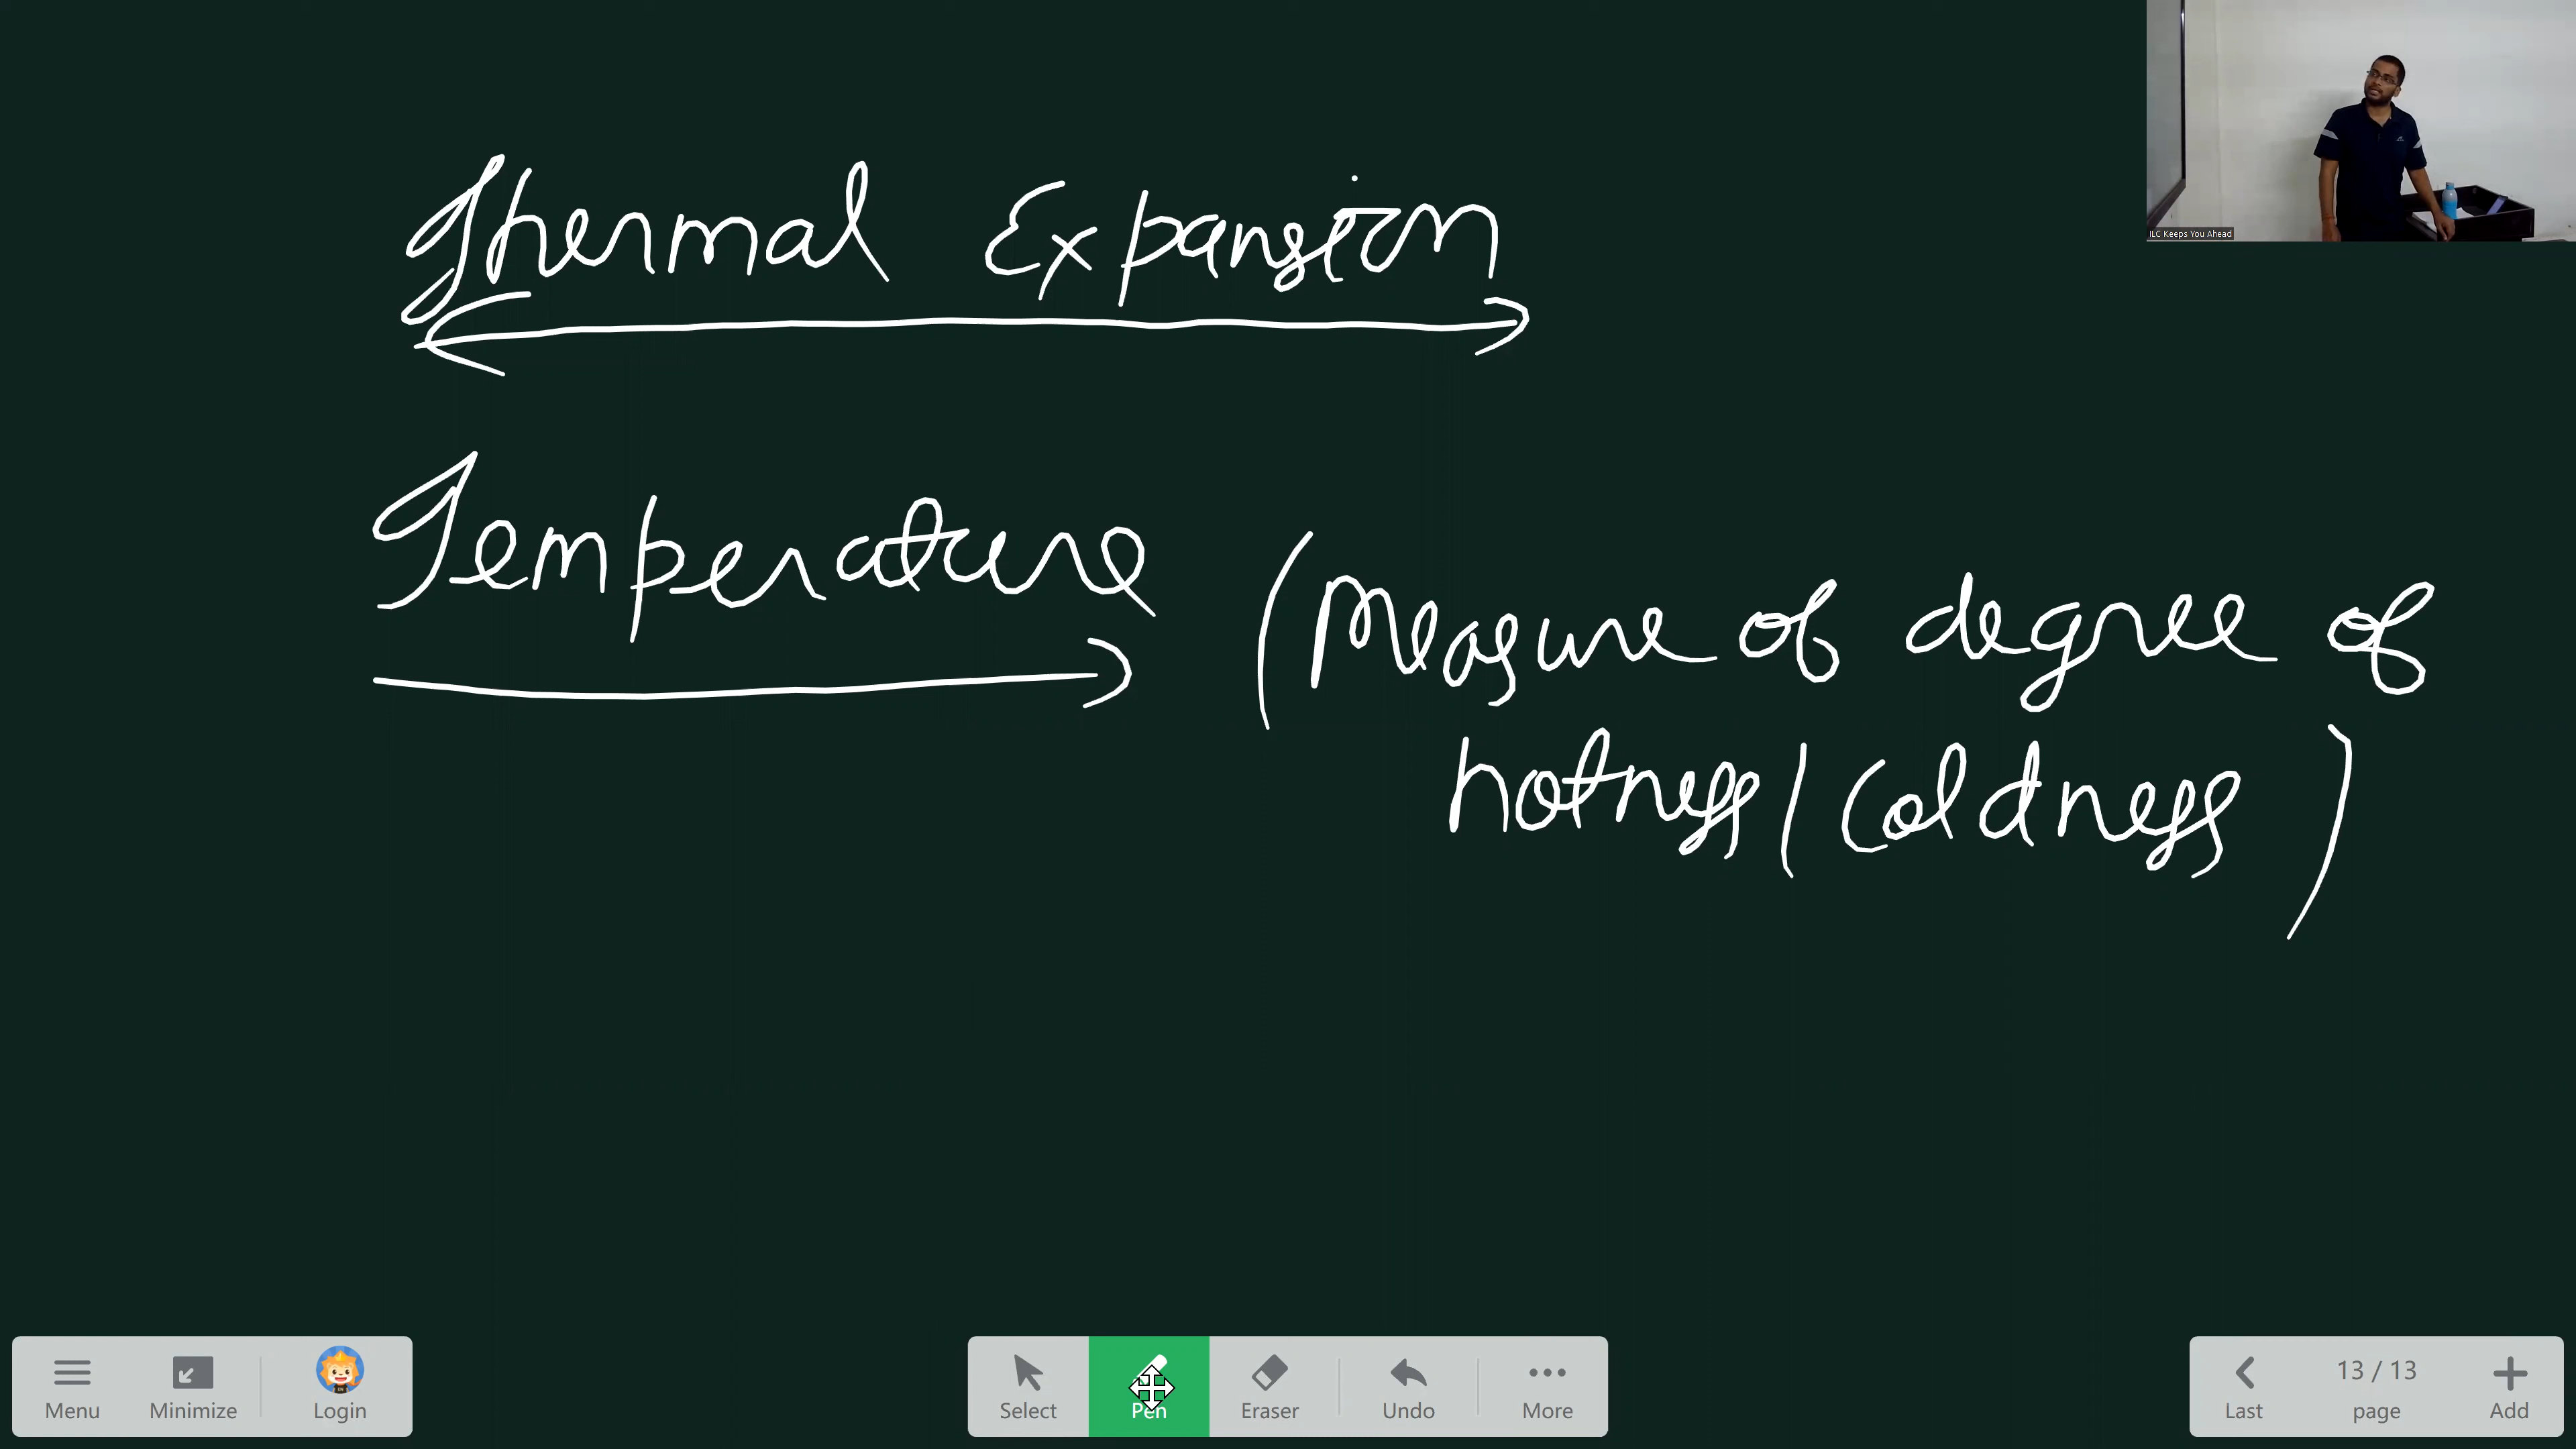 JLC Keeps You Ahead
Thermal Expansion
Temperature (Measure of degree of
hotness / Coldness)
Menu Minimize Login
Select Pen Eraser Undo More
13 / 13
Last page Add